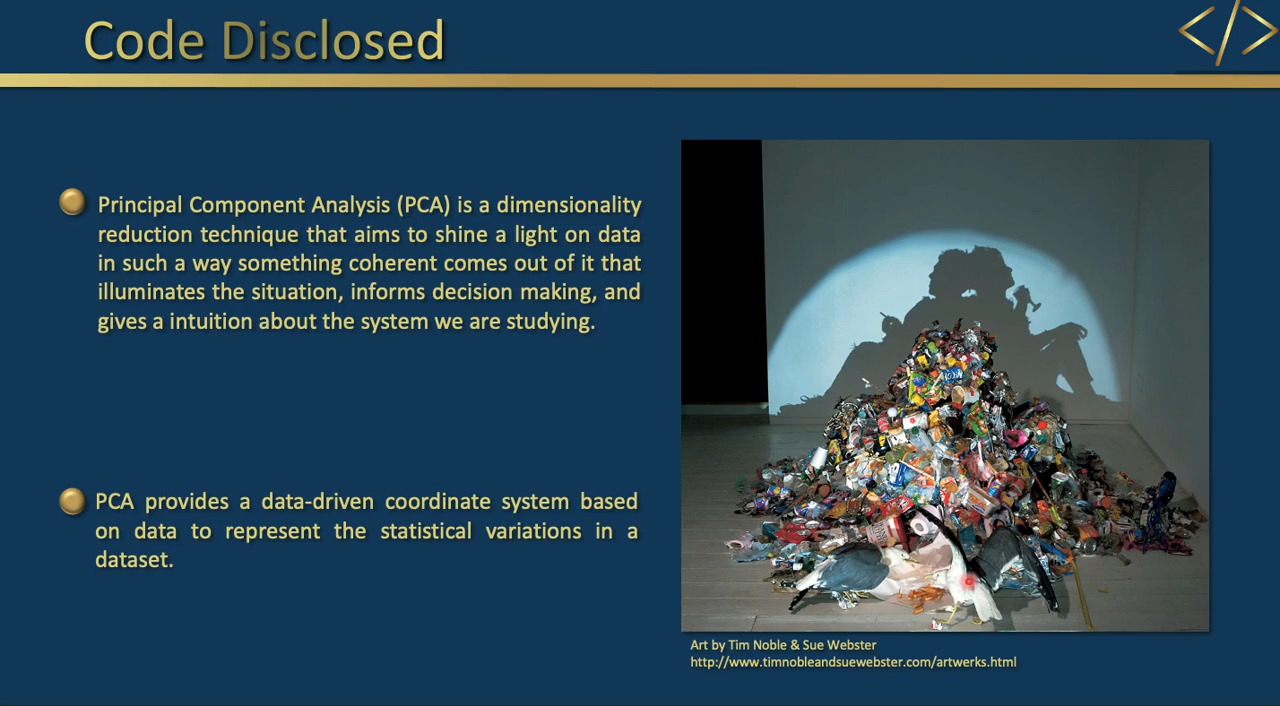 Code Disclosed
</>
Principal Component Analysis (PCA) is a dimensionality
reduction technique that aims to shine a light on data
in such a way something coherent comes out of it that
illuminates the situation, informs decision making, and
gives a intuition about the system we are studying.
PCA provides a data-driven coordinate system based
on data to represent the statistical variations in a
dataset.
Art by Tim Noble & Sue Webster
http://www.timnobleandsuewebster.com/artwerks.html